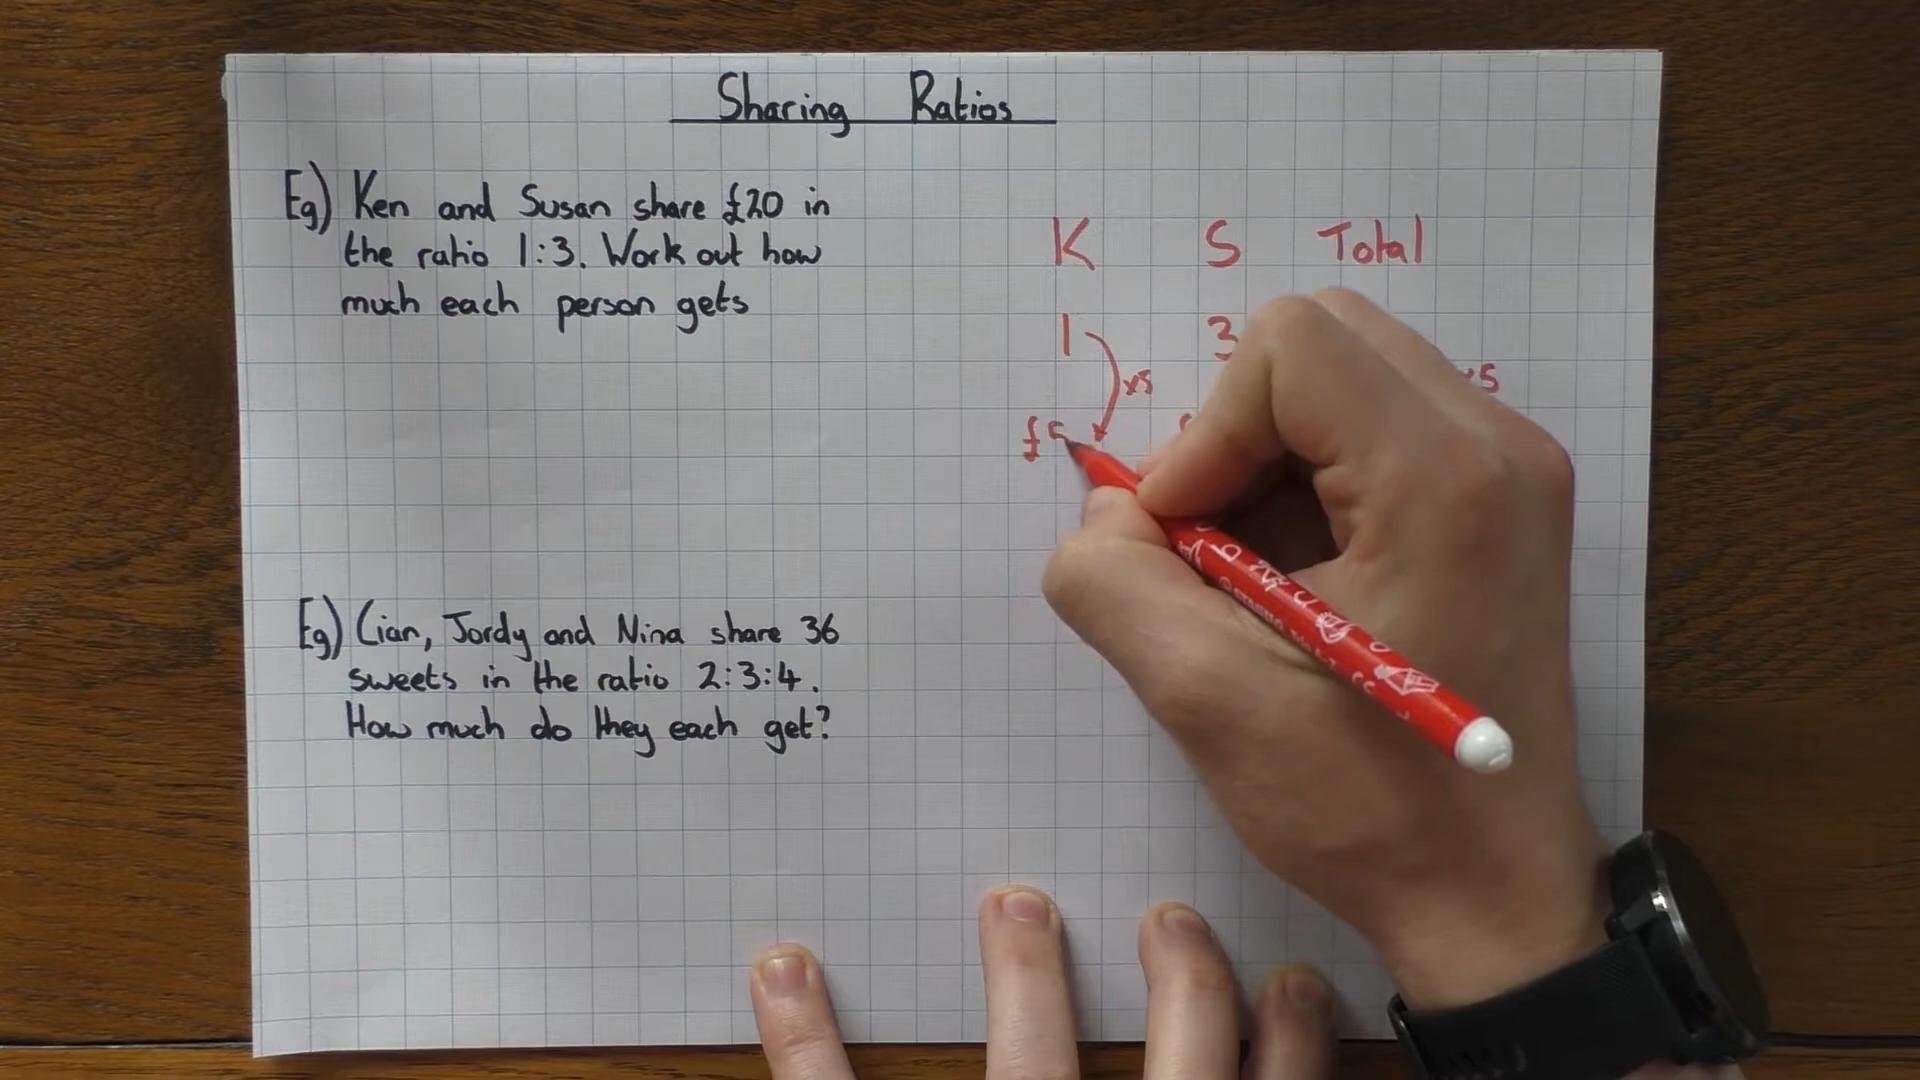 Sharing Ratios
Eg) Ken and Susan share £20 in
the ratio 1:3. Work out how
much each person gets
K S Total
1 3
x5 x5
£5
Eg) Cian, Jordy and Nina share 36
sweets in the ratio 2:3:4.
How much do they each get?